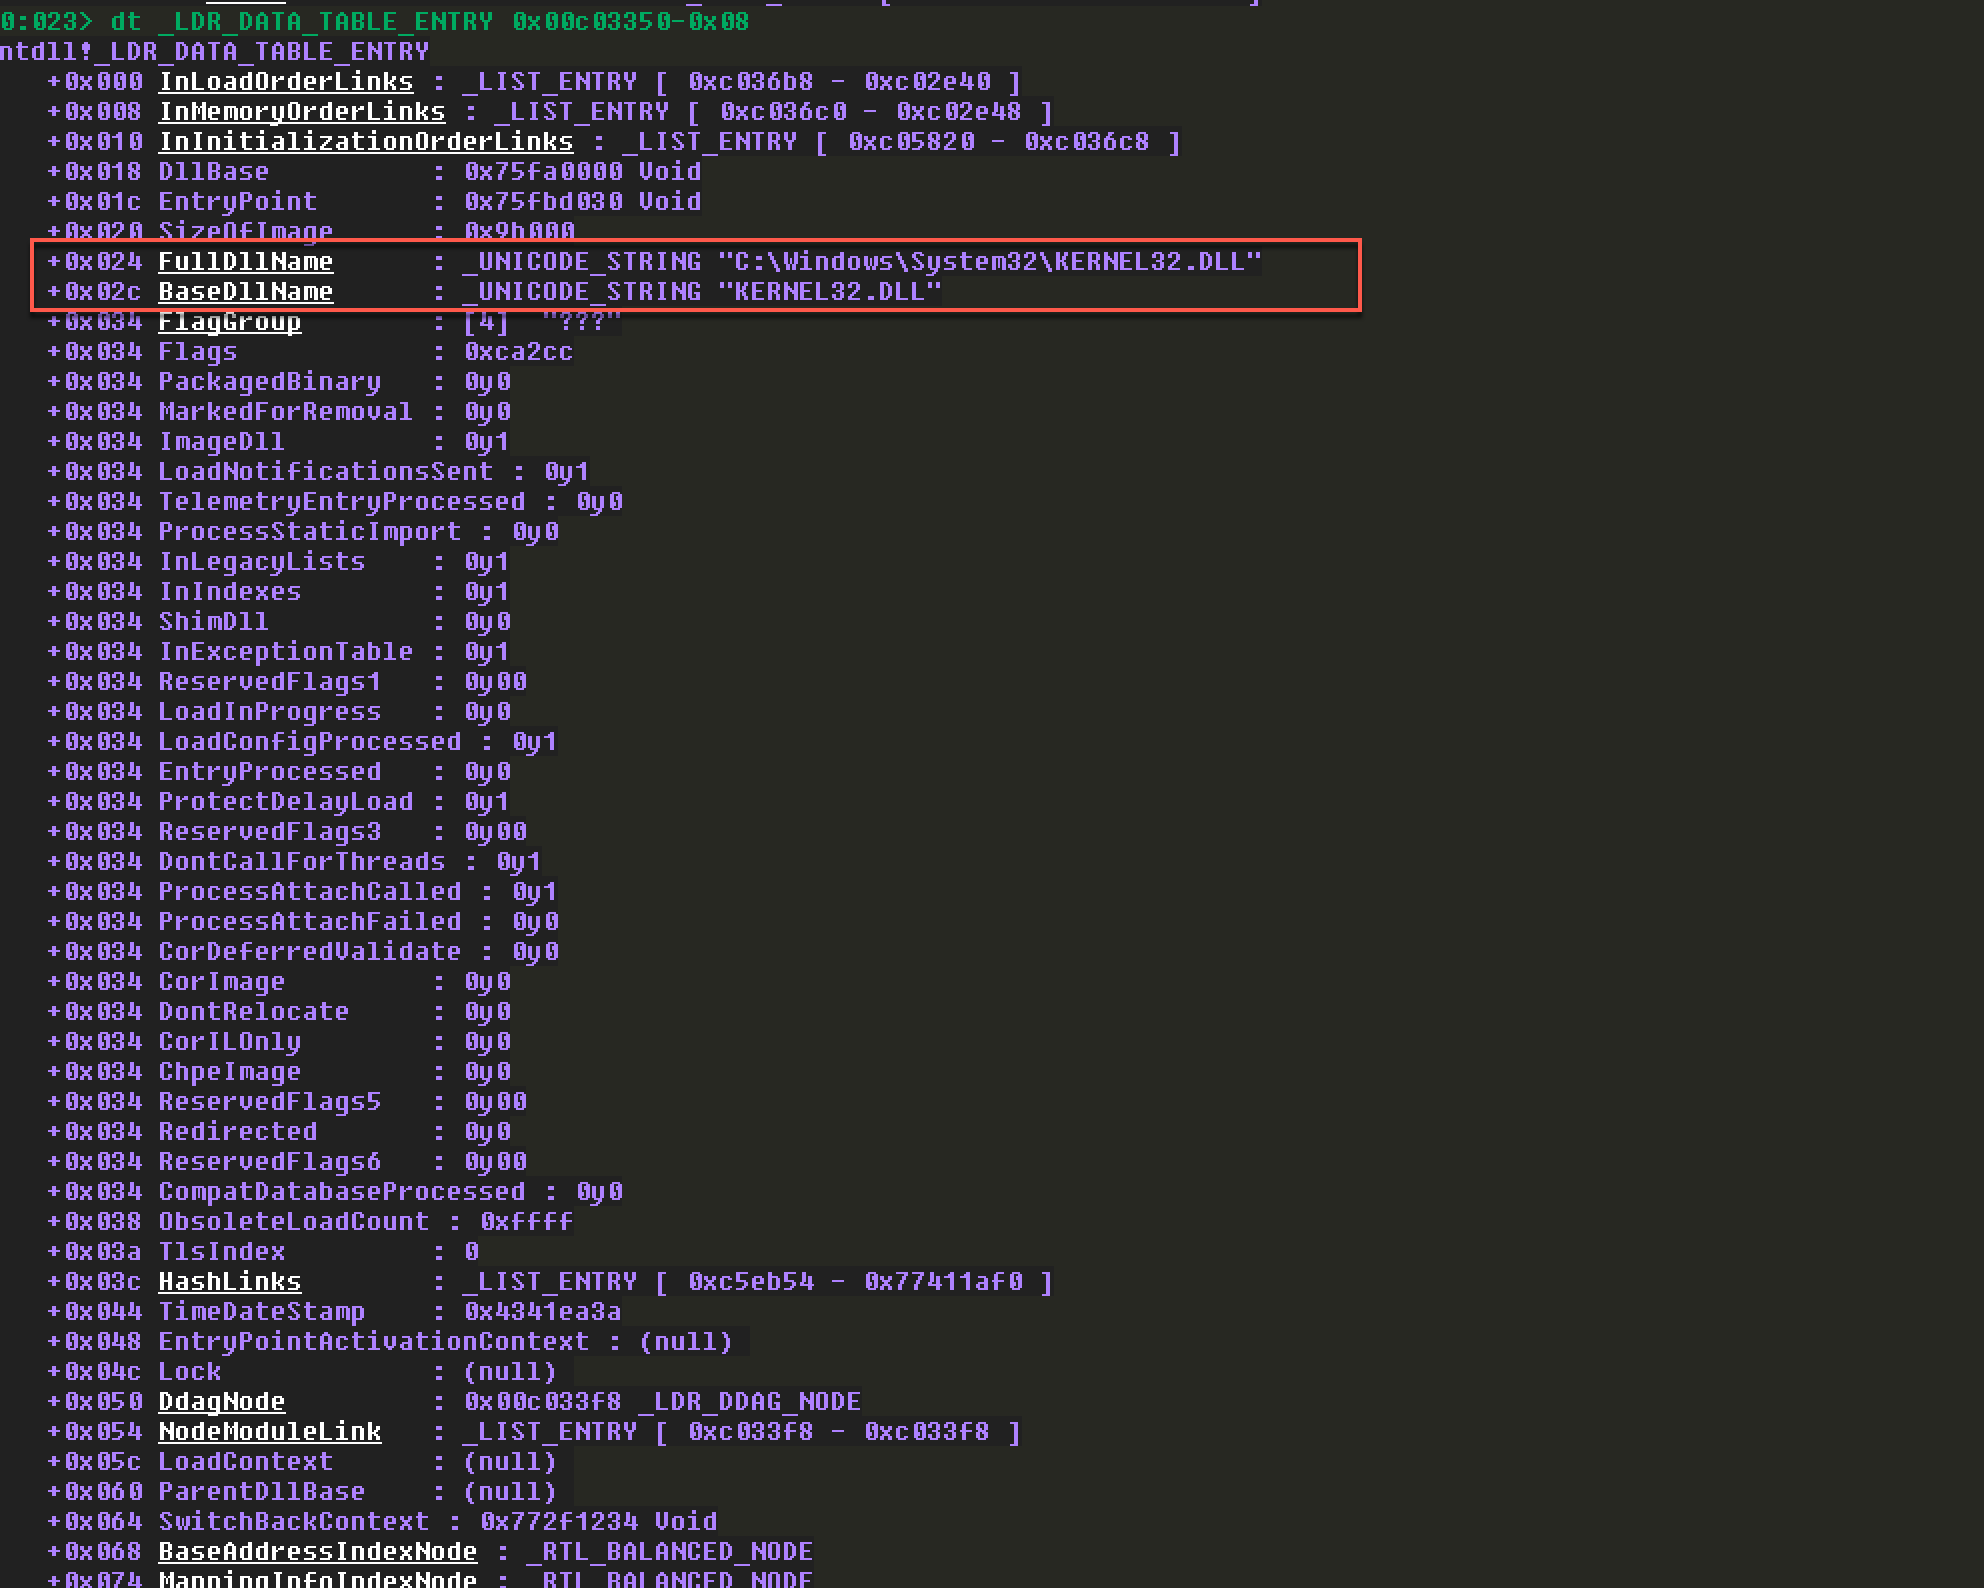 0:023> dt _LDR_DATA_TABLE_ENTRY 0x00c03350-0x08
ntdll!_LDR_DATA_TABLE_ENTRY
+0x000 InLoadOrderLinks : _LIST_ENTRY [ 0xc036b8 - 0xc02e40 ]
+0x008 InMemoryOrderLinks : _LIST_ENTRY [ 0xc036c0 - 0xc02e48 ]
+0x010 InInitializationOrderLinks : _LIST_ENTRY [ 0xc05820 - 0xc036c8 ]
+0x018 DllBase : 0x75fa0000 Void
+0x01c EntryPoint : 0x75fbd030 Void
+0x020 SizeOfImage : 0x9b000
+0x024 FullDllName : _UNICODE_STRING "C:\Windows\System32\KERNEL32.DLL"
+0x02c BaseDllName : _UNICODE_STRING "KERNEL32.DLL"
+0x034 FlagGroup : [4] "???"
+0x034 Flags : 0xca2cc
+0x034 PackagedBinary : 0y0
+0x034 MarkedForRemoval : 0y0
+0x034 ImageDll : 0y1
+0x034 LoadNotificationsSent : 0y1
+0x034 TelemetryEntryProcessed : 0y0
+0x034 ProcessStaticImport : 0y0
+0x034 InLegacyLists : 0y1
+0x034 InIndexes : 0y1
+0x034 ShimDll : 0y0
+0x034 InExceptionTable : 0y1
+0x034 ReservedFlags1 : 0y00
+0x034 LoadInProgress : 0y0
+0x034 LoadConfigProcessed : 0y1
+0x034 EntryProcessed : 0y0
+0x034 ProtectDelayLoad : 0y1
+0x034 ReservedFlags3 : 0y00
+0x034 DontCallForThreads : 0y1
+0x034 ProcessAttachCalled : 0y1
+0x034 ProcessAttachFailed : 0y0
+0x034 CorDeferredValidate : 0y0
+0x034 CorImage : 0y0
+0x034 DontRelocate : 0y0
+0x034 CorILOnly : 0y0
+0x034 ChpeImage : 0y0
+0x034 ReservedFlags5 : 0y00
+0x034 Redirected : 0y0
+0x034 ReservedFlags6 : 0y00
+0x034 CompatDatabaseProcessed : 0y0
+0x038 ObsoleteLoadCount : 0xffff
+0x03a TlsIndex : 0
+0x03c HashLinks : _LIST_ENTRY [ 0xc5eb54 - 0x77411af0 ]
+0x044 TimeDateStamp : 0x4341ea3a
+0x048 EntryPointActivationContext : (null)
+0x04c Lock : (null)
+0x050 DdagNode : 0x00c033f8 _LDR_DDAG_NODE
+0x054 NodeModuleLink : _LIST_ENTRY [ 0xc033f8 - 0xc033f8 ]
+0x05c LoadContext : (null)
+0x060 ParentDllBase : (null)
+0x064 SwitchBackContext : 0x772f1234 Void
+0x068 BaseAddressIndexNode : _RTL_BALANCED_NODE
+0x074 MappingInfoIndexNode : _RTL_BALANCED_NODE